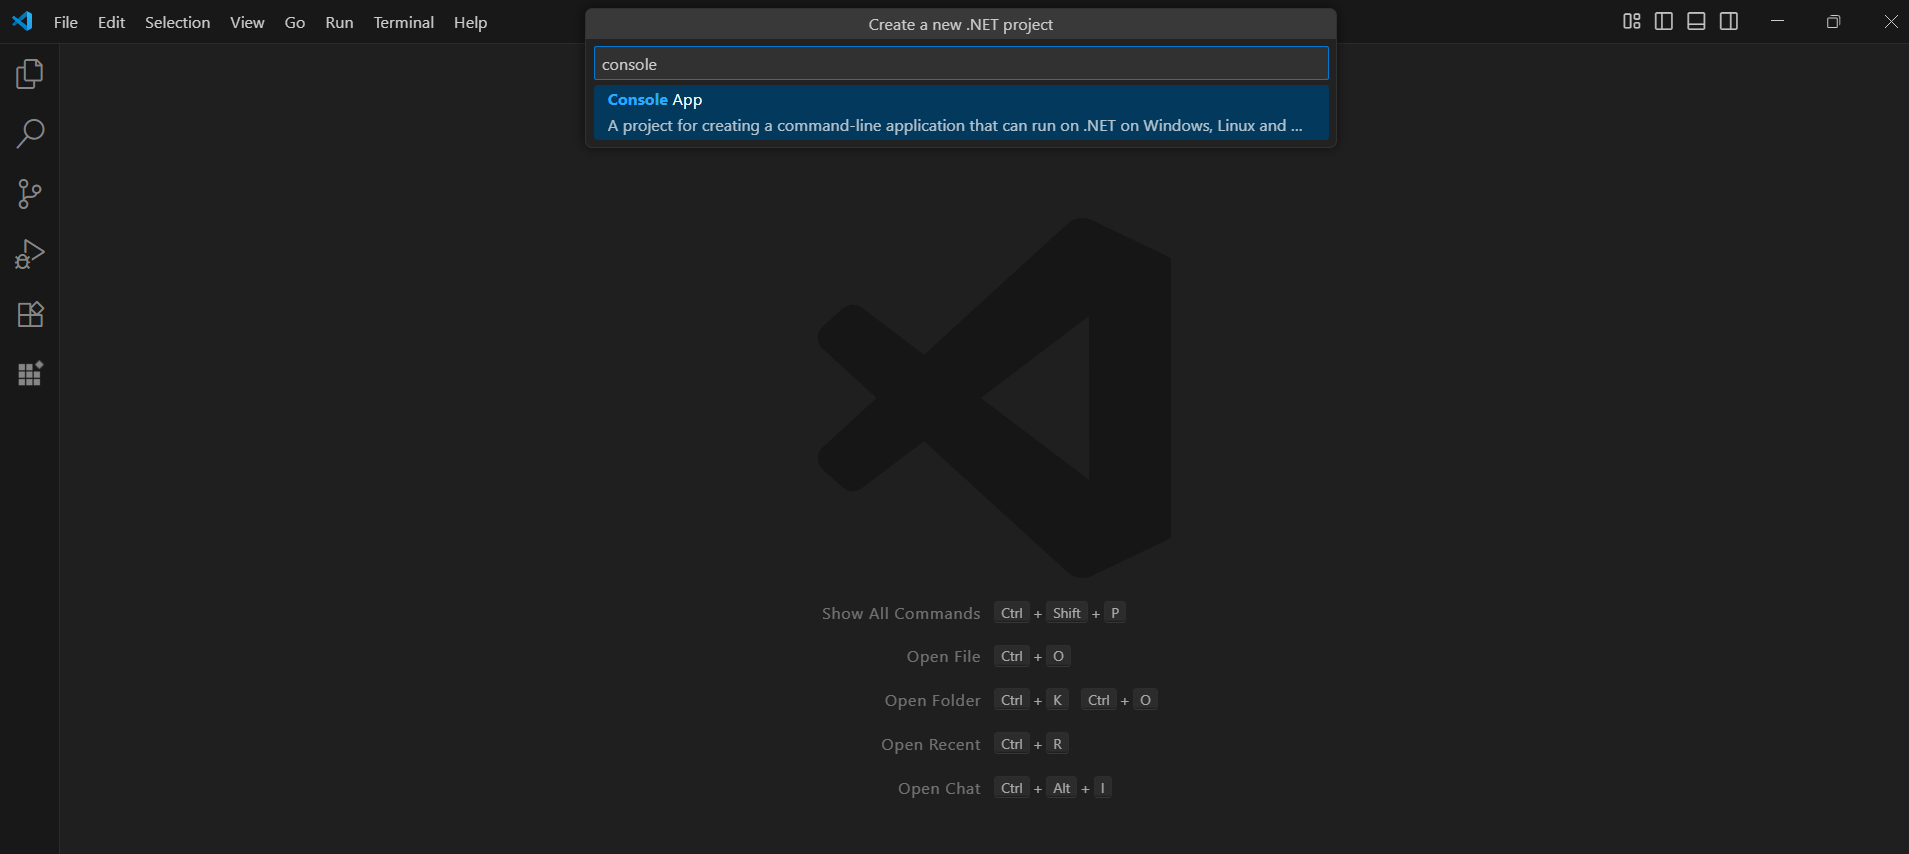 File Edit Selection View Go Run Terminal Help
Create a new .NET project
console
Console App
A project for creating a command-line application that can run on .NET on Windows, Linux and ...
Show All Commands Ctrl + Shift + P
Open File Ctrl + O
Open Folder Ctrl + K Ctrl + O
Open Recent Ctrl + R
Open Chat Ctrl + Alt + I